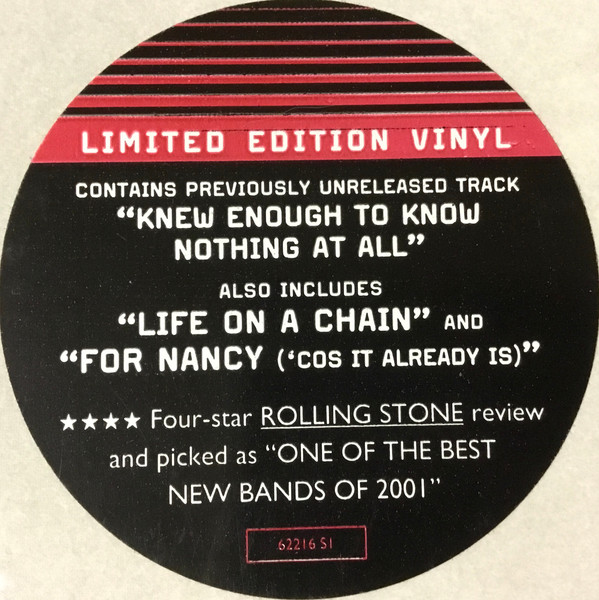 LIMITED EDITION VINYL
CONTAINS PREVIOUSLY UNRELEASED TRACK
“KNEW ENOUGH TO KNOW
NOTHING AT ALL”
ALSO INCLUDES
“LIFE ON A CHAIN” AND
“FOR NANCY (‘COS IT ALREADY IS)”
★★★★ Four-star ROLLING STONE review
and picked as “ONE OF THE BEST
NEW BANDS OF 2001”
62216 S1